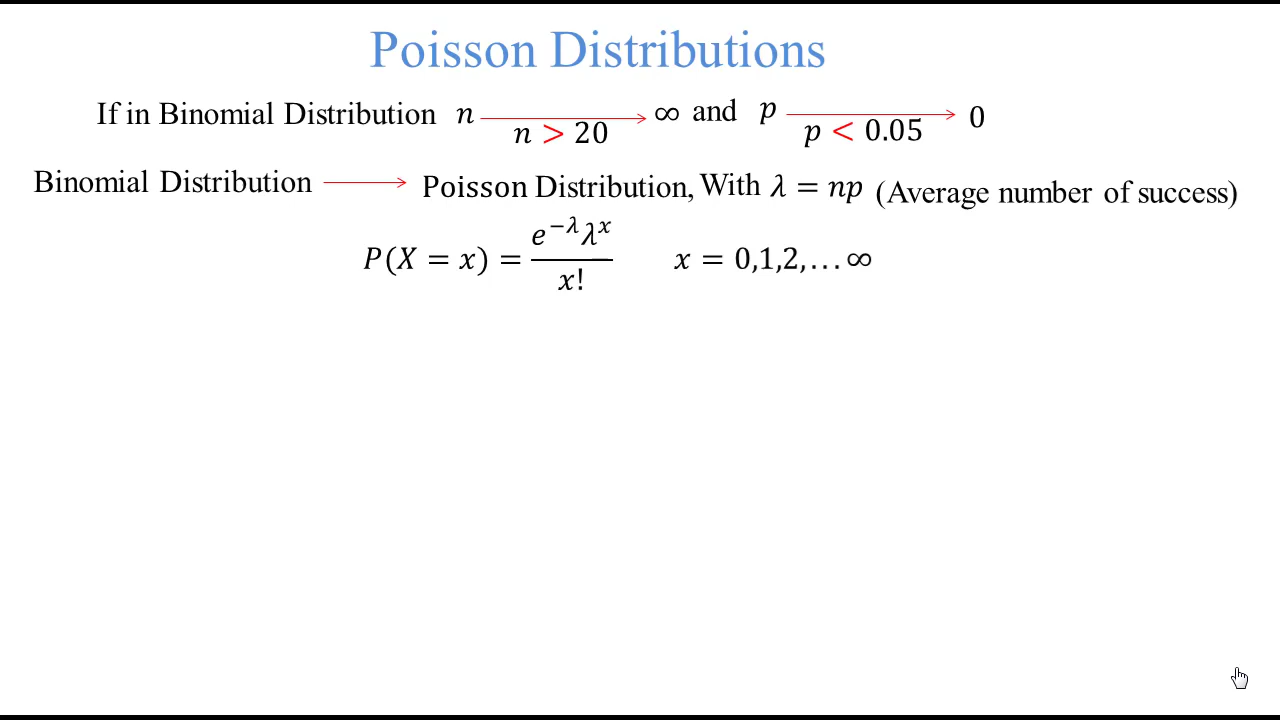 Poisson Distributions
If in Binomial Distribution 𝑛 ⟶ ∞ and 𝑝 ⟶ 0
𝑛 > 20 𝑝 < 0.05
Binomial Distribution ⟶ Poisson Distribution, With 𝜆 = 𝑛𝑝 (Average number of success)
𝑃(𝑋 = 𝑥) = \frac{𝑒^{−𝜆}𝜆^{𝑥}}{𝑥!} 𝑥 = 0,1,2,…∞